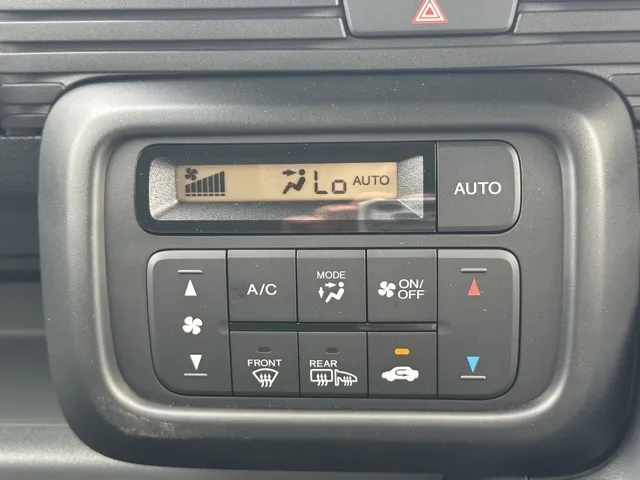 Lo AUTO
AUTO
A/C
MODE
ON/
OFF
FRONT
REAR